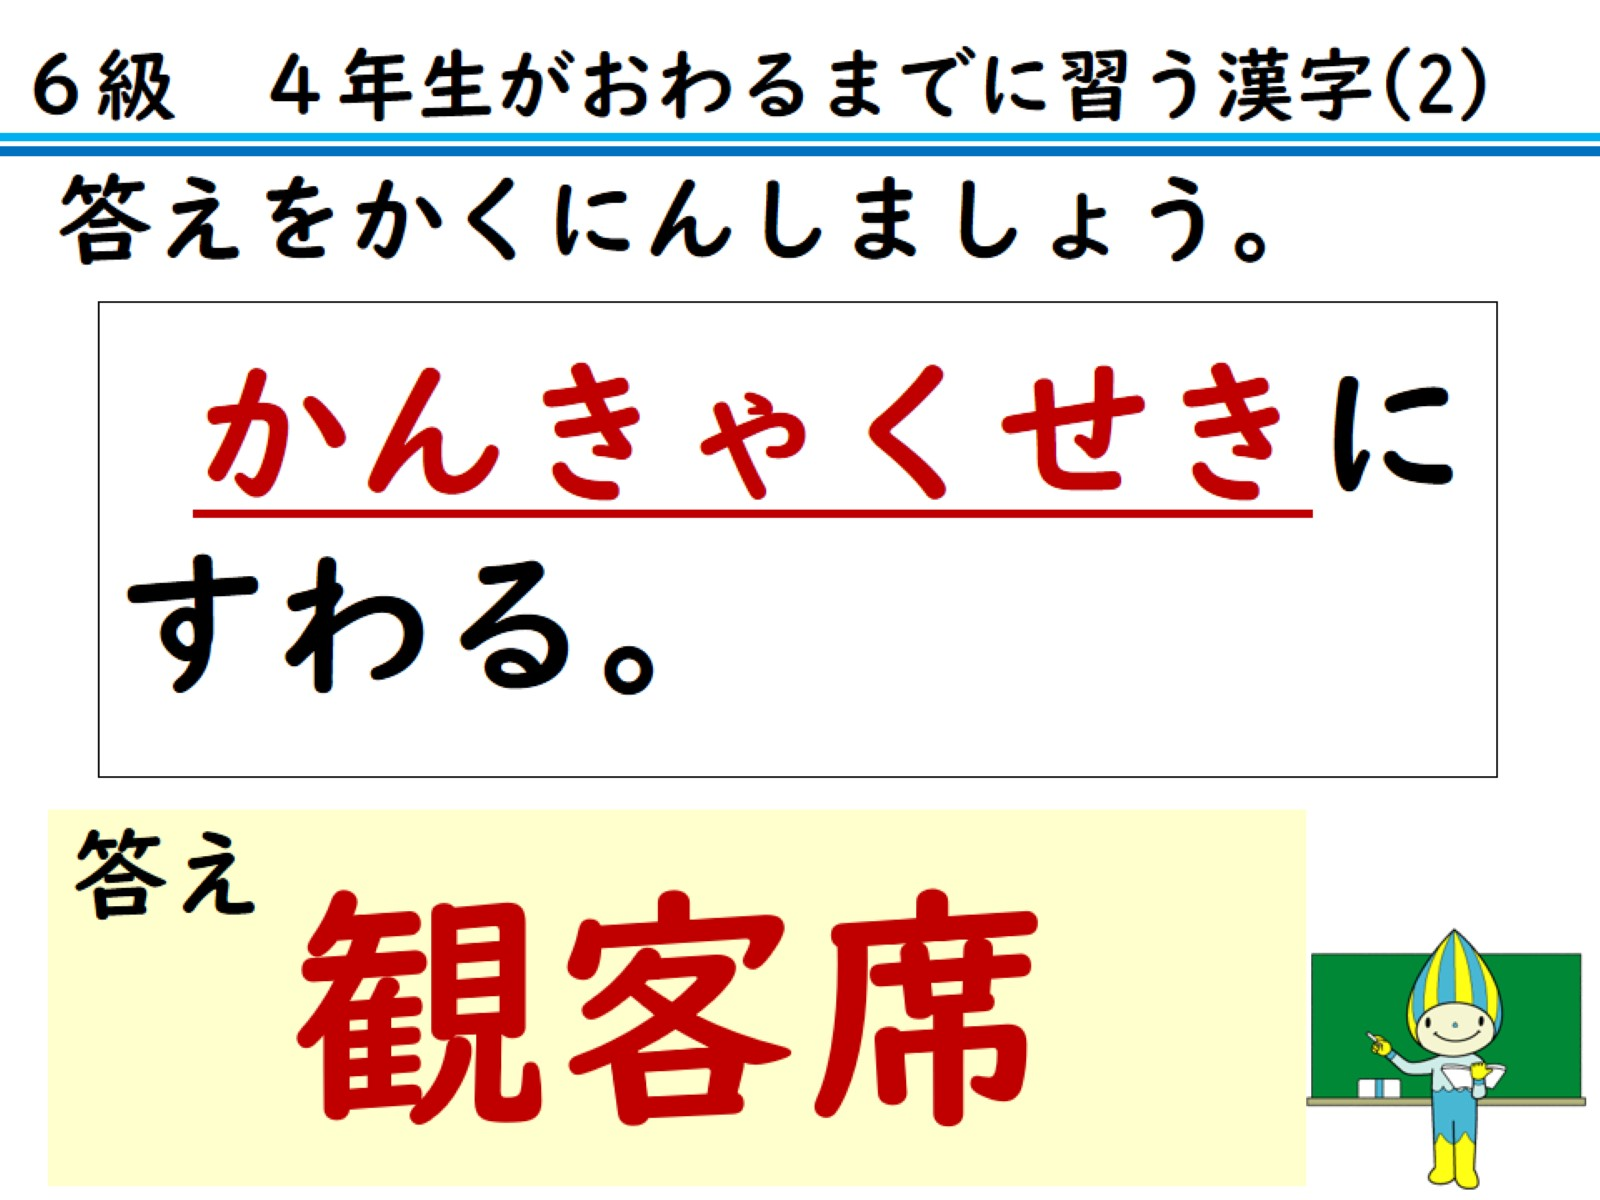 ６級　４年生がおわるまでに習う漢字(2)
答えをかくにんしましょう。
かんきゃくせきに
すわる。
答え
観客席